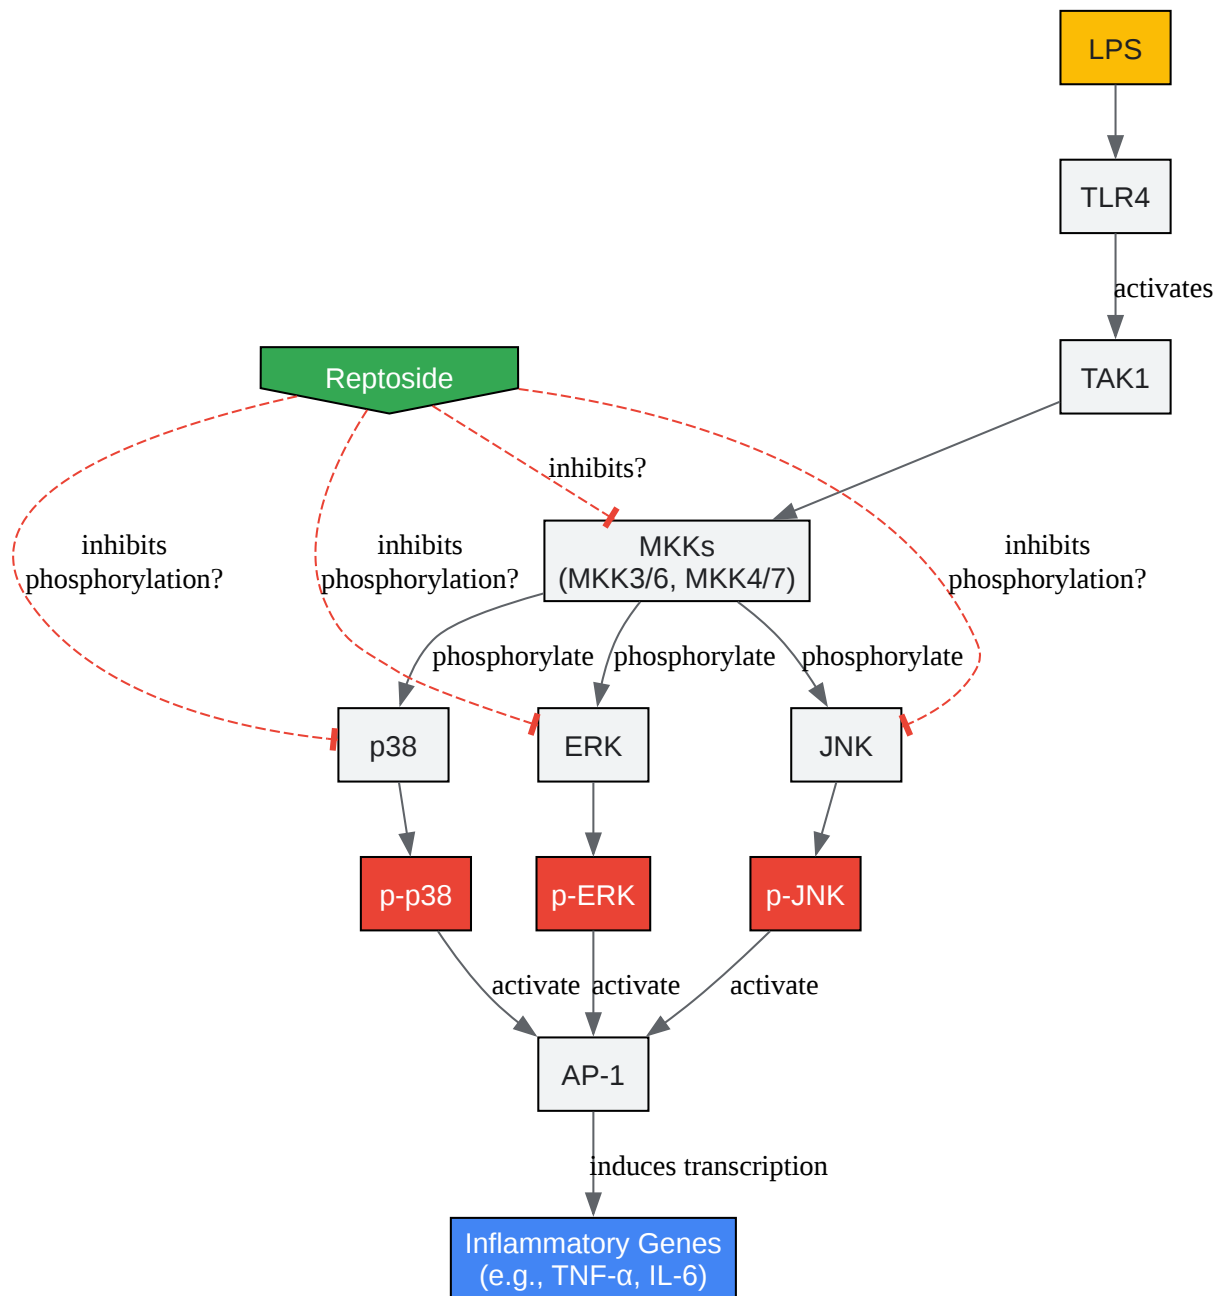 LPS
TLR4
activates
TAK1
Reptoside
inhibits?
inhibits
phosphorylation?
inhibits
phosphorylation?
inhibits
phosphorylation?
MKKs
(MKK3/6, MKK4/7)
phosphorylate
phosphorylate
phosphorylate
p38
ERK
JNK
p-p38
p-ERK
p-JNK
activate
activate
activate
AP-1
induces transcription
Inflammatory Genes
(e.g., TNF-α, IL-6)